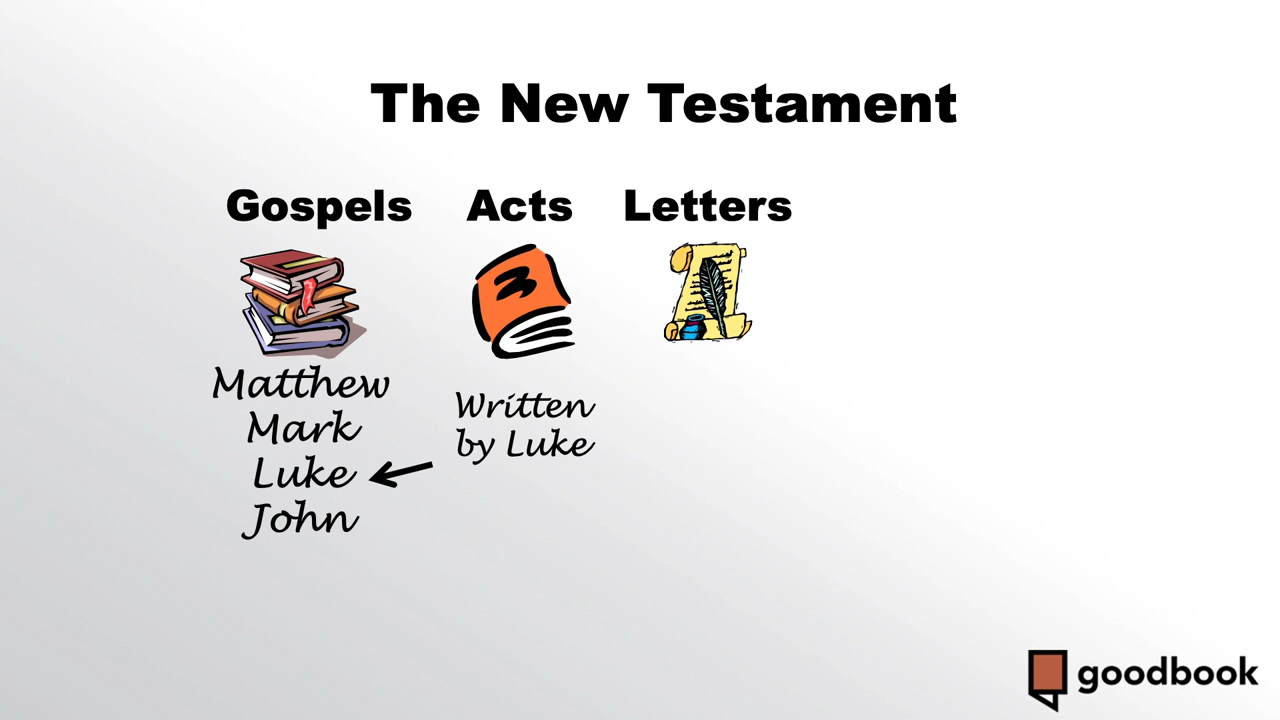 The New Testament
Gospels Acts Letters
Matthew
Mark
Luke
John
Written
by Luke
goodbook